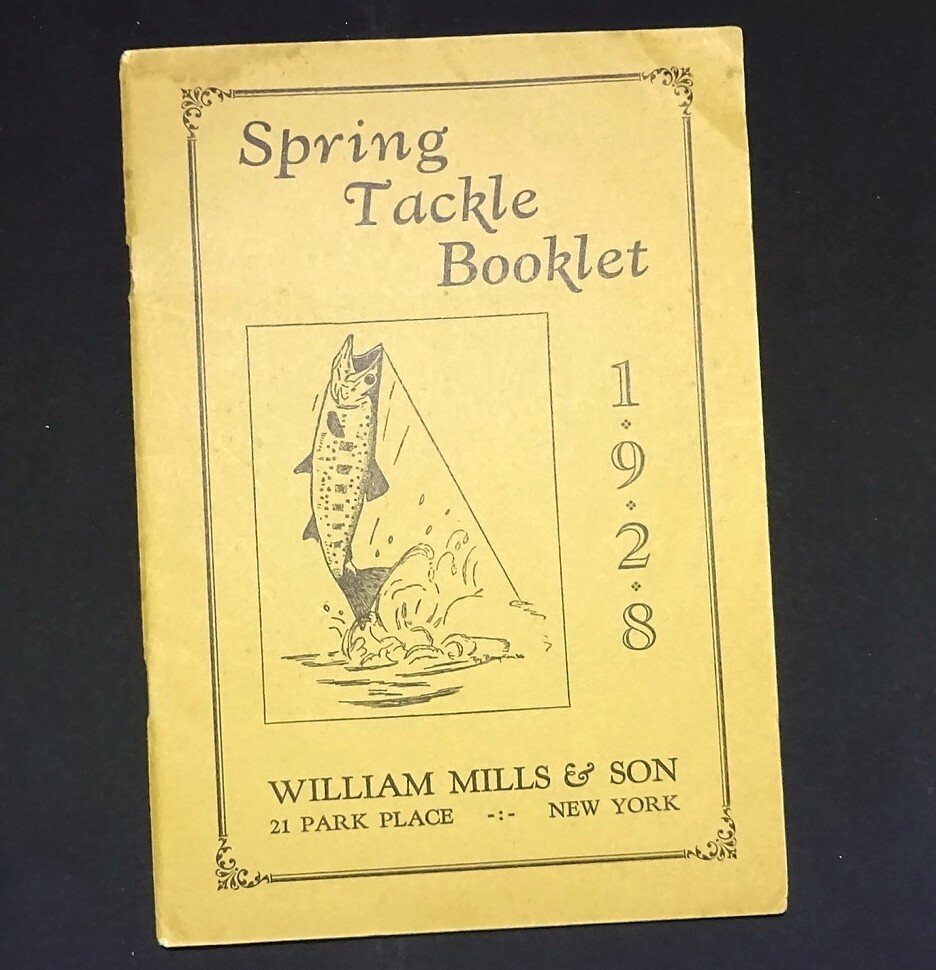 Spring
Tackle
Booklet
1·9·2·8
WILLIAM MILLS & SON
21 PARK PLACE -:- NEW YORK